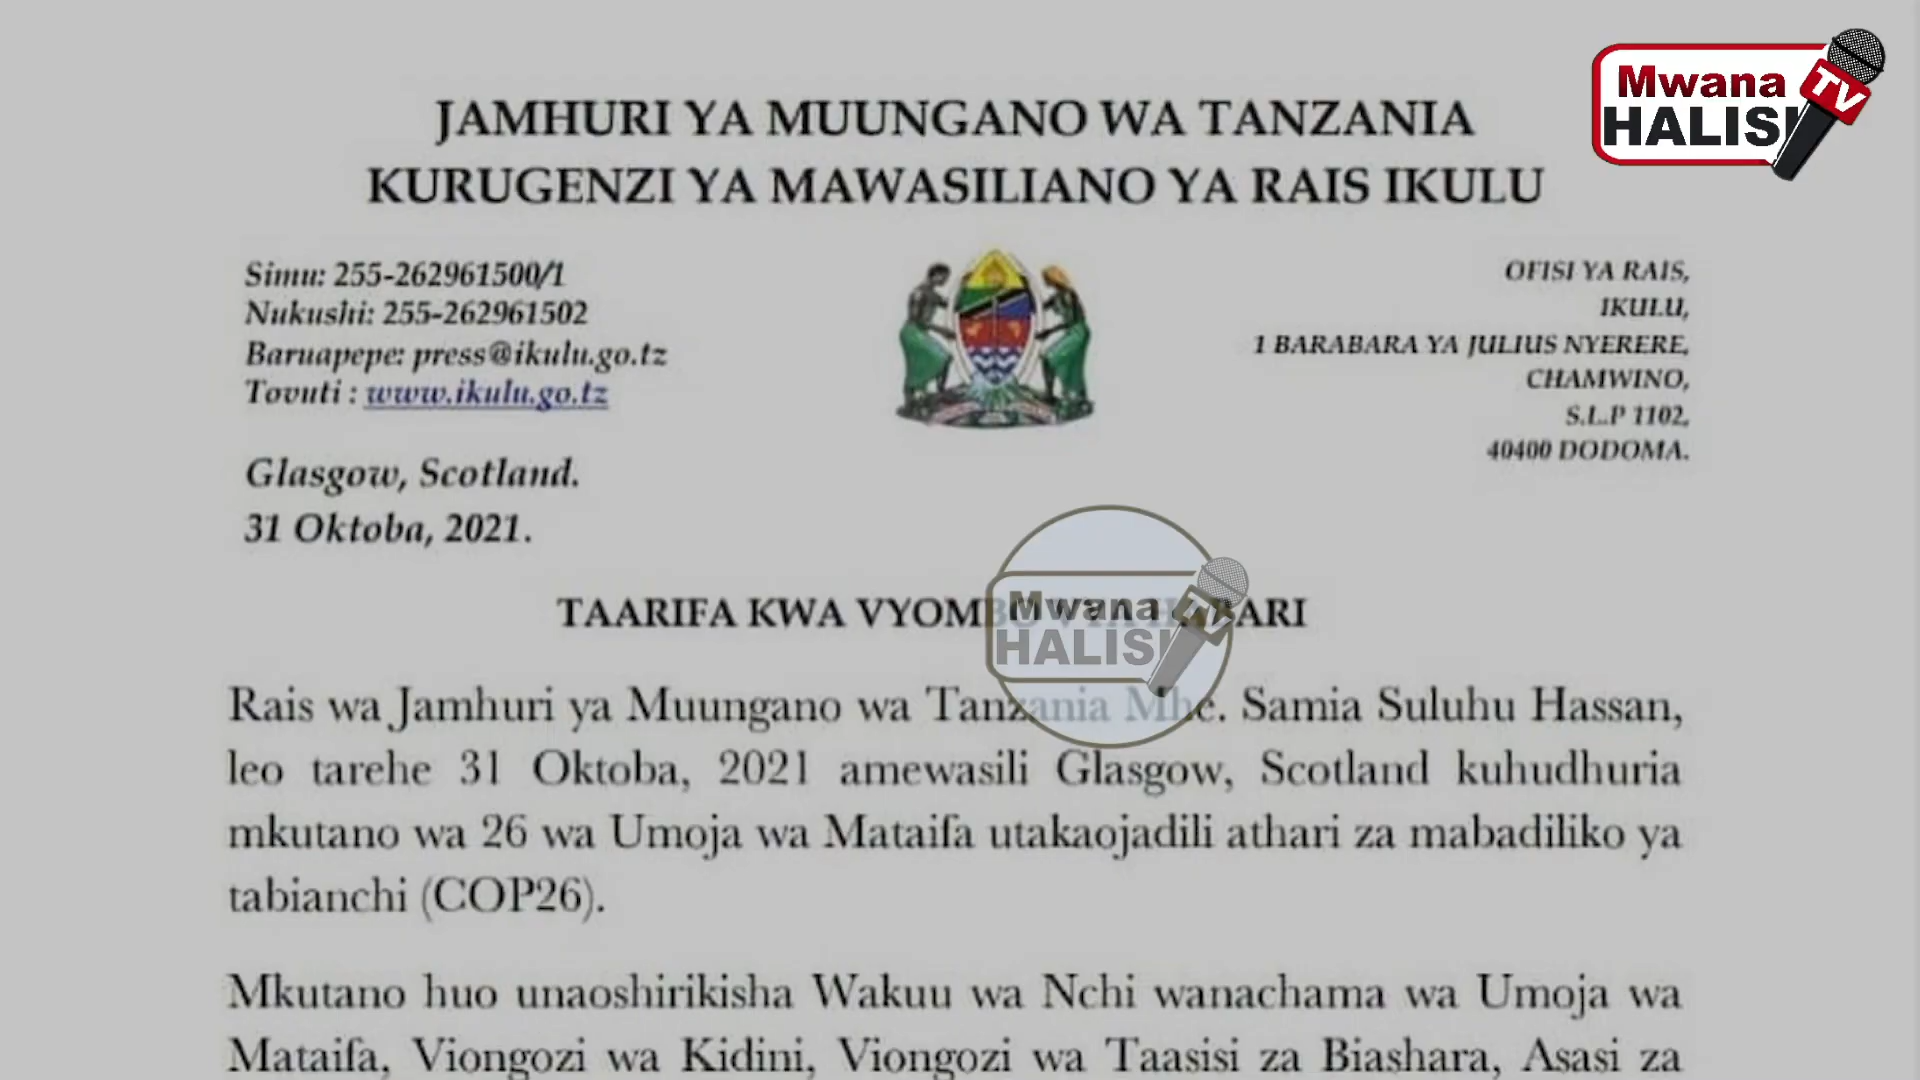 Mwana
HALISI
TV
JAMHURI YA MUUNGANO WA TANZANIA
KURUGENZI YA MAWASILIANO YA RAIS IKULU
Simu: 255-262961500/1
Nukushi: 255-262961502
Baruapepe: press@ikulu.go.tz
Tovuti : www.ikulu.go.tz
OFISI YA RAIS,
IKULU,
1 BARABARA YA JULIUS NYERERE,
CHAMWINO,
S.L.P 1102,
40400 DODOMA.
Glasgow, Scotland.
31 Oktoba, 2021.
TAARIFA KWA VYOMBO VYA HABARI
Mwana
HALISI
TV
Rais wa Jamhuri ya Muungano wa Tanzania Mhe. Samia Suluhu Hassan,
leo tarehe 31 Oktoba, 2021 amewasili Glasgow, Scotland kuhudhuria
mkutano wa 26 wa Umoja wa Mataifa utakaojadili athari za mabadiliko ya
tabianchi (COP26).
Mkutano huo unaoshirikisha Wakuu wa Nchi wanachama wa Umoja wa
Mataifa, Viongozi wa Kidini, Viongozi wa Taasisi za Biashara, Asasi za